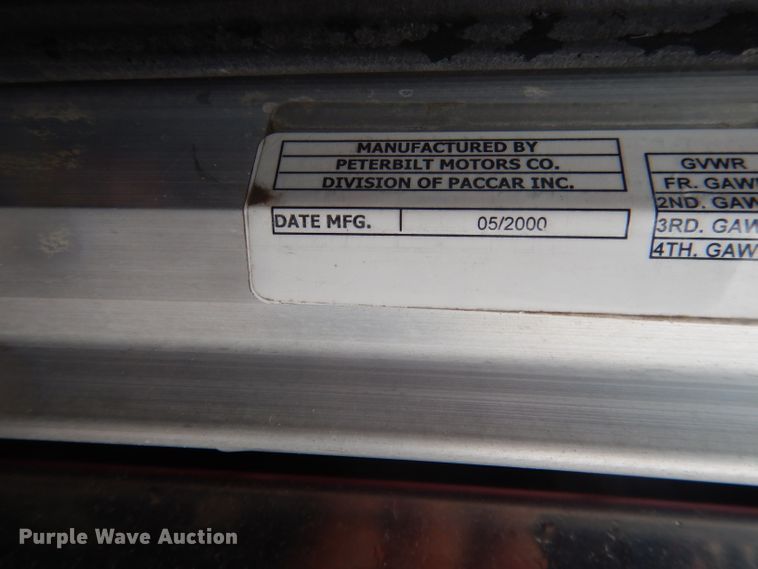 MANUFACTURED BY
PETERBILT MOTORS CO.
DIVISION OF PACCAR INC.
DATE MFG. 05/2000
GVWR
FR. GAW
2ND. GAW
3RD. GAW
4TH. GAW
Purple Wave Auction